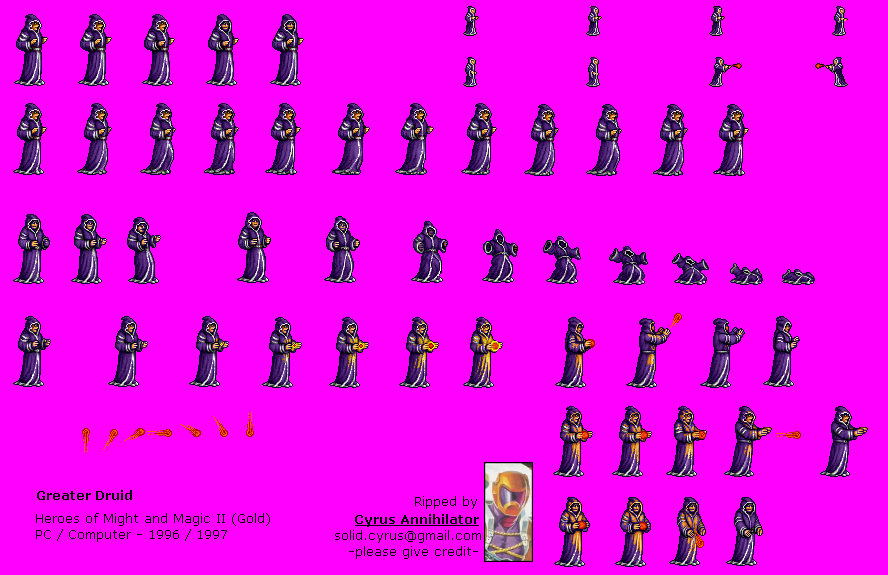 Greater Druid
Heroes of Might and Magic II (Gold)
PC / Computer - 1996 / 1997
Ripped by
Cyrus Annihilator
solid.cyrus@gmail.com
-please give credit-